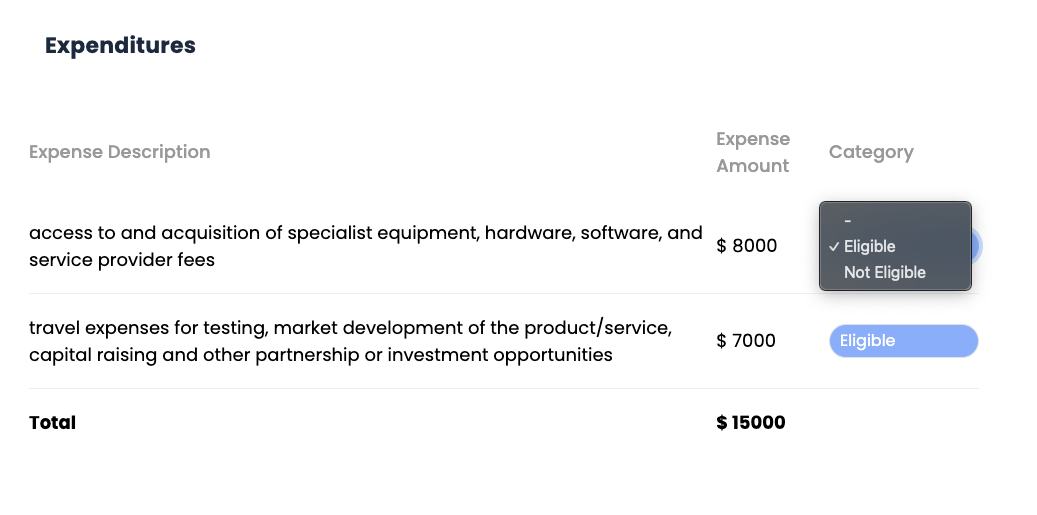 Expenditures
Expense Description
Expense
Amount
Category
access to and acquisition of specialist equipment, hardware, software, and
service provider fees
$ 8000
-
✓ Eligible
Not Eligible
travel expenses for testing, market development of the product/service,
capital raising and other partnership or investment opportunities
$ 7000
Eligible
Total
$ 15000